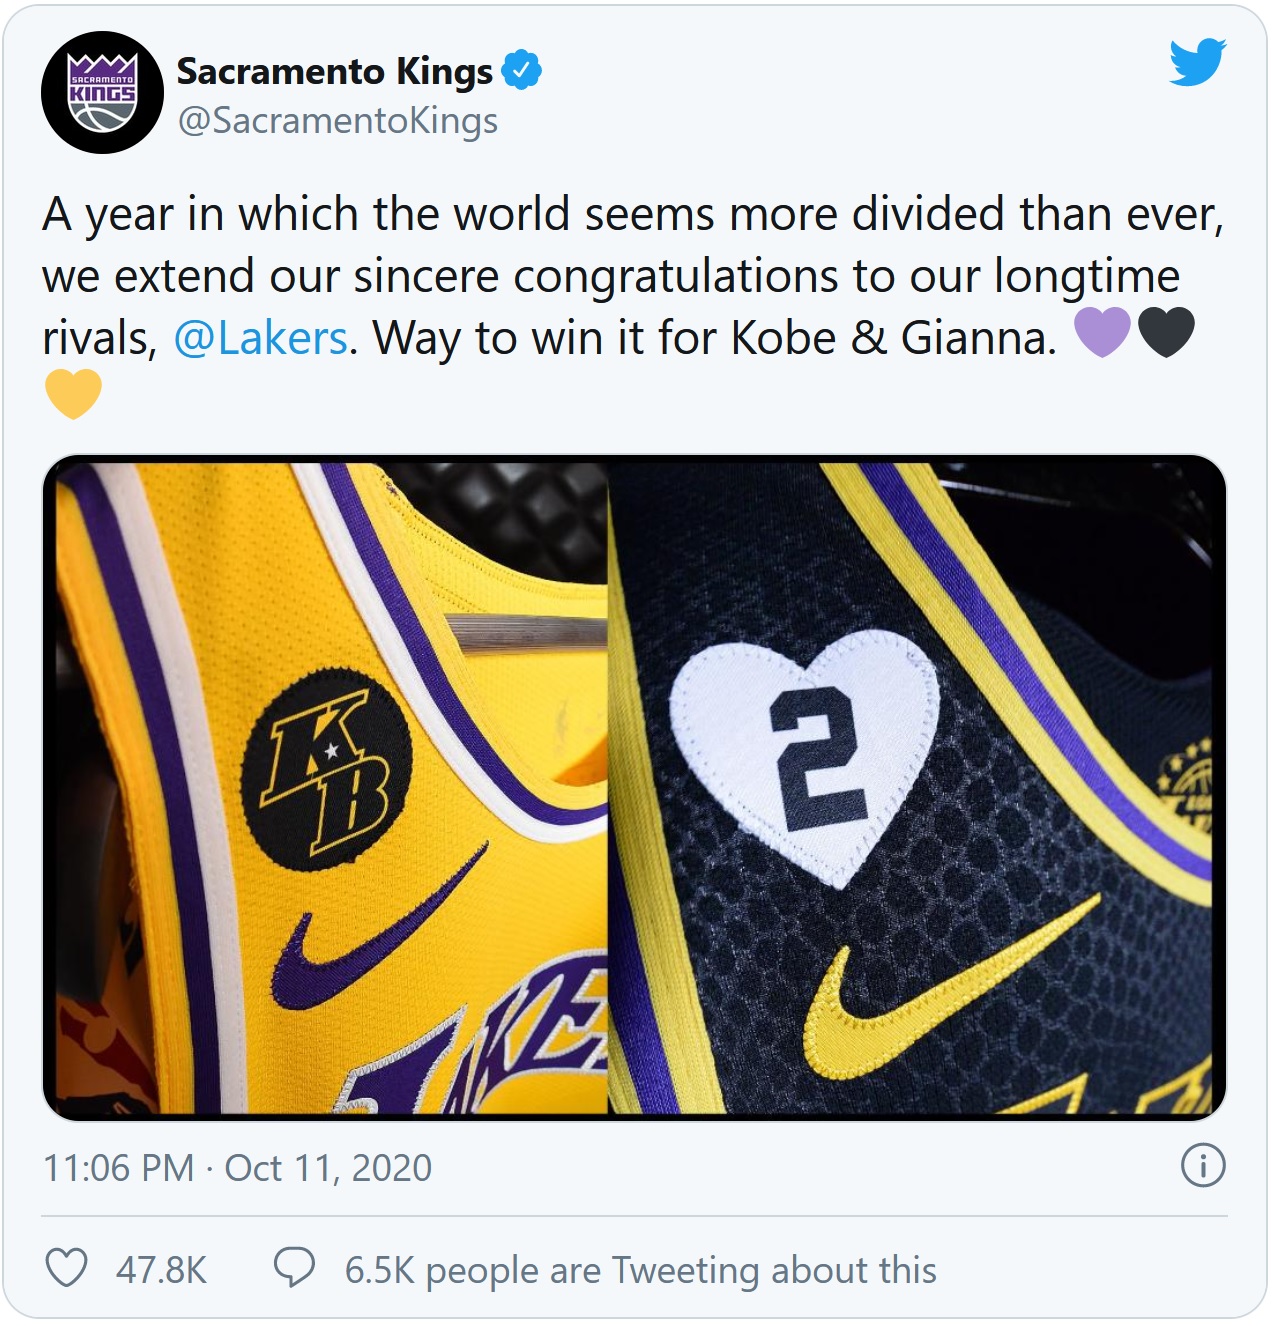 SACRAMENTO
KINGS
Sacramento Kings
@SacramentoKings
A year in which the world seems more divided than ever,
we extend our sincere congratulations to our longtime
rivals, @Lakers. Way to win it for Kobe & Gianna. 💜🖤
💛
K
B
2
AKE
11:06 PM · Oct 11, 2020
47.8K
6.5K people are Tweeting about this